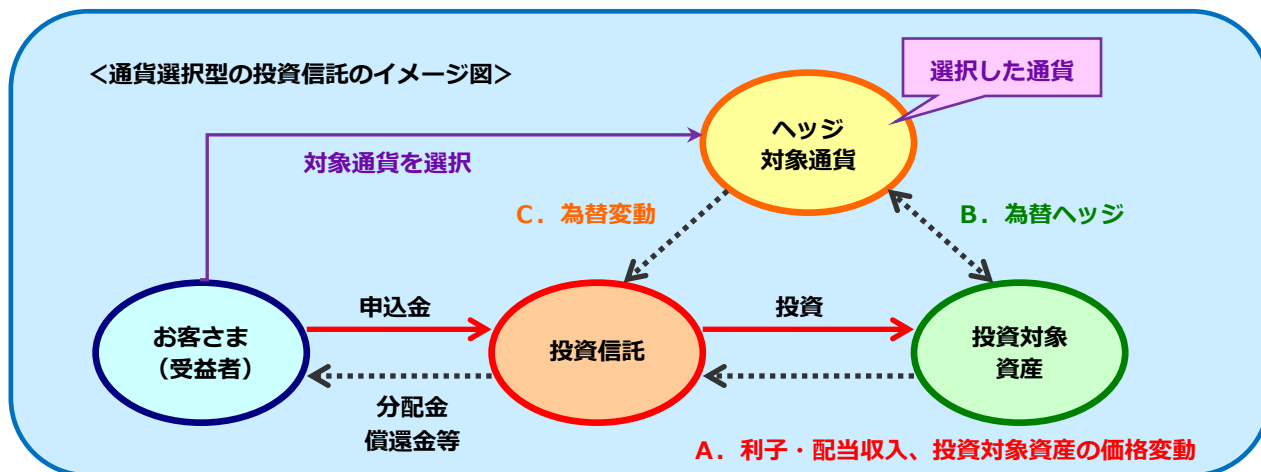 ＜通貨選択型の投資信託のイメージ図＞
選択した通貨
ヘッジ
対象通貨
対象通貨を選択
C．為替変動
B．為替ヘッジ
申込金
投資
お客さま
（受益者）
投資信託
投資対象
資産
分配金
償還金等
A．利子・配当収入、投資対象資産の価格変動